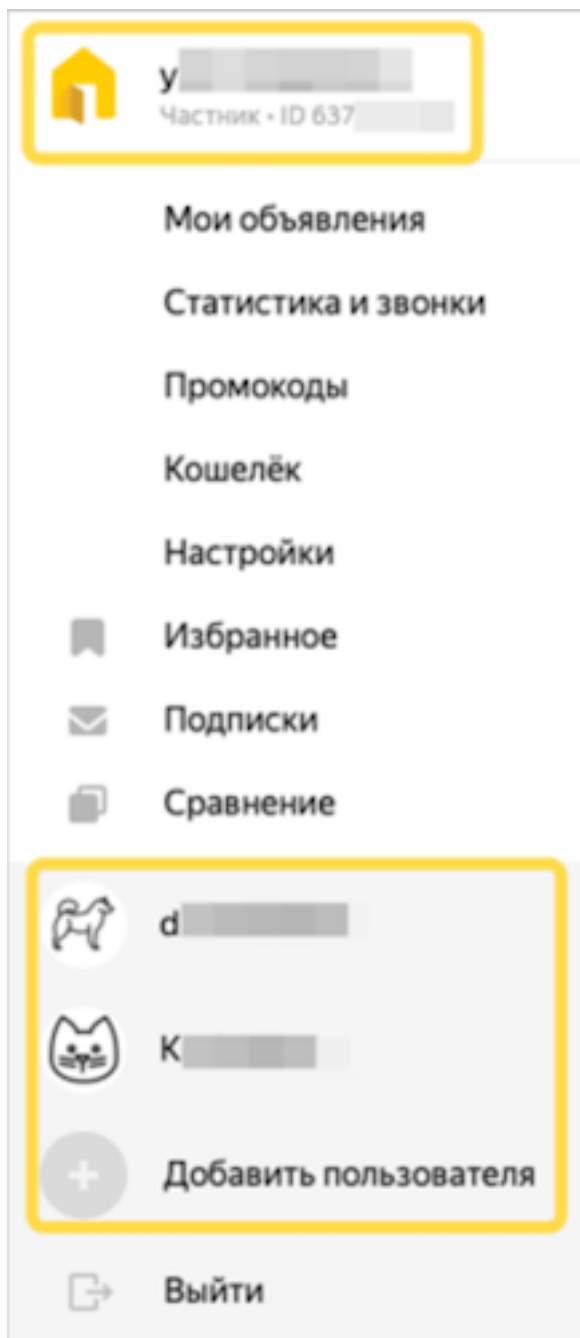 y
Частник • ID 637
Мои объявления
Статистика и звонки
Промокоды
Кошелёк
Настройки
Избранное
Подписки
Сравнение
d
K
Добавить пользователя
Выйти